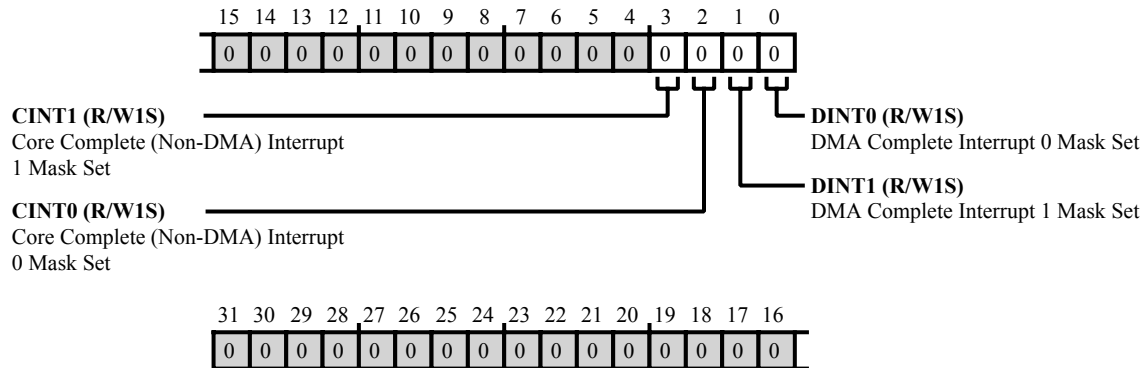 15 14 13 12 11 10 9 8 7 6 5 4 3 2 1 0
0 0 0 0 0 0 0 0 0 0 0 0 0 0 0 0
CINT1 (R/W1S)
Core Complete (Non-DMA) Interrupt
1 Mask Set
CINT0 (R/W1S)
Core Complete (Non-DMA) Interrupt
0 Mask Set
DINT0 (R/W1S)
DMA Complete Interrupt 0 Mask Set
DINT1 (R/W1S)
DMA Complete Interrupt 1 Mask Set
31 30 29 28 27 26 25 24 23 22 21 20 19 18 17 16
0 0 0 0 0 0 0 0 0 0 0 0 0 0 0 0